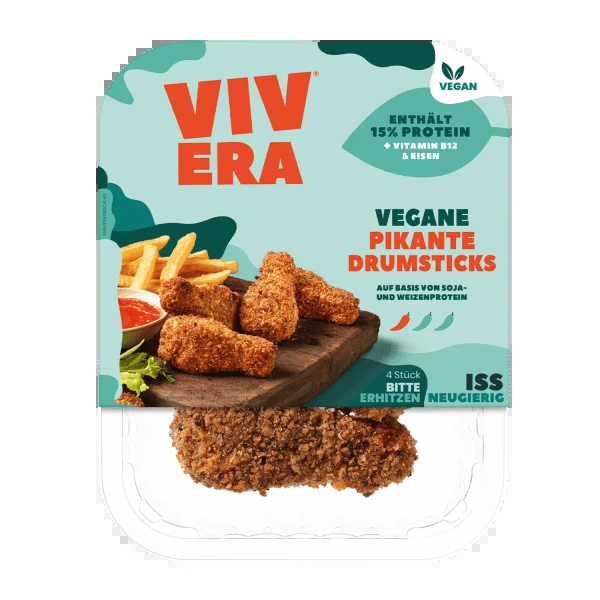 VIV
ERA®
VEGAN
ENTHÄLT
15% PROTEIN
+ VITAMIN B12
& EISEN
VEGANE
PIKANTE
DRUMSTICKS
AUF BASIS VON SOJA-
UND WEIZENPROTEIN
4 Stück
BITTE
ERHITZEN
ISS
NEUGIERIG